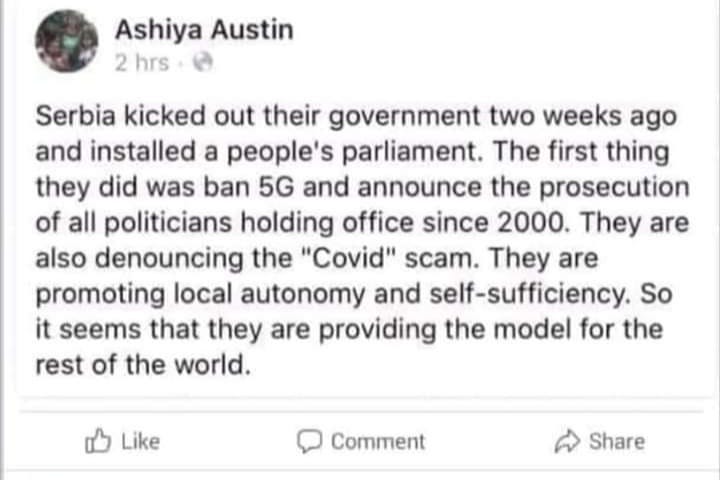 Ashiya Austin
2 hrs ·
Serbia kicked out their government two weeks ago
and installed a people's parliament. The first thing
they did was ban 5G and announce the prosecution
of all politicians holding office since 2000. They are
also denouncing the "Covid" scam. They are
promoting local autonomy and self-sufficiency. So
it seems that they are providing the model for the
rest of the world.
Like Comment Share